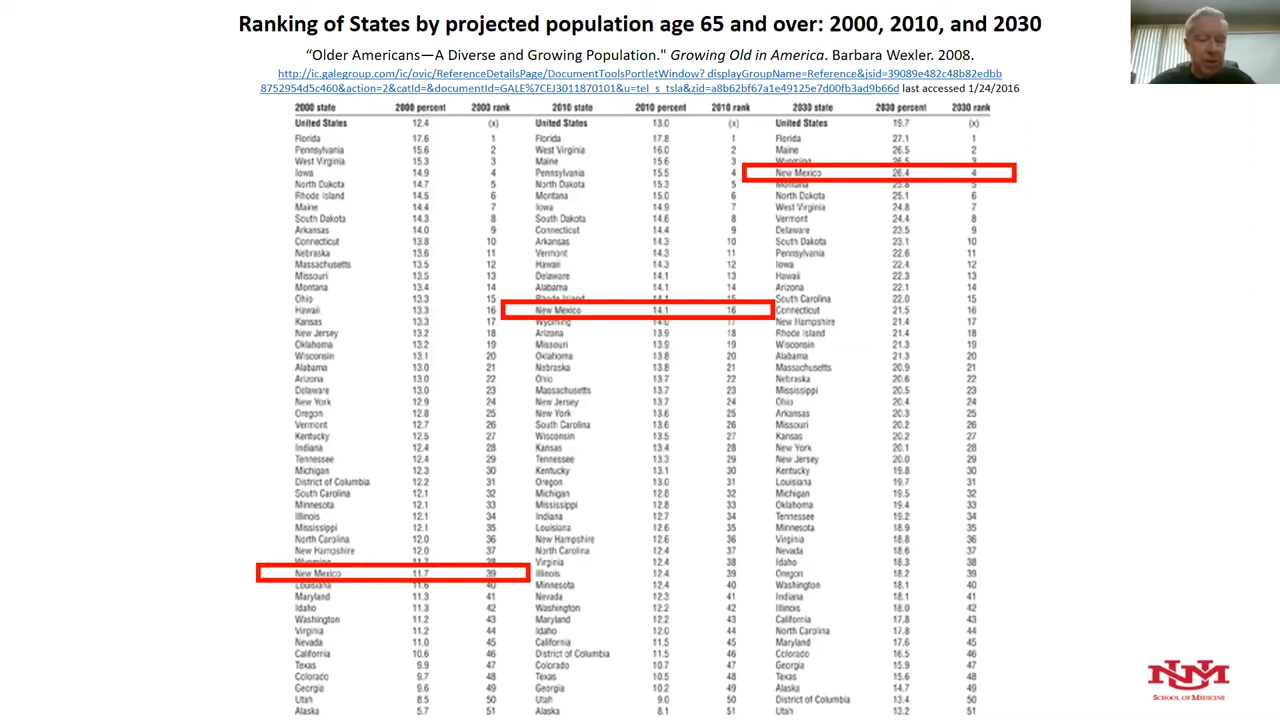 Ranking of States by projected population age 65 and over: 2000, 2010, and 2030
“Older Americans—A Diverse and Growing Population." Growing Old in America. Barbara Wexler. 2008.
http://ic.galegroup.com/ic/ovic/ReferenceDetailsPage/DocumentToolsPortletWindow? displayGroupName=Reference&jsid=39089e482c48b82edbb
8752954d5c460&action=2&catId=&documentId=GALE%7CEJ3011870101&u=tel_s_tsla&zid=a8b62bf67a1e49125e7d00fb3ad9b66d last accessed 1/24/2016
2000 state 2000 percent 2000 rank 2010 state 2010 percent 2010 rank 2030 state 2030 percent 2030 rank
United States 12.4 (x) United States 13.0 (x) United States 19.7 (x)
Florida 17.6 1 Florida 17.8 1 Florida 27.1 1
Pennsylvania 15.6 2 West Virginia 16.0 2 Maine 26.5 2
West Virginia 15.3 3 Maine 15.6 3 Wyoming 26.5 3
Iowa 14.9 4 Pennsylvania 15.5 4 New Mexico 26.4 4
North Dakota 14.7 5 North Dakota 15.3 5 Montana 25.8 5
Rhode Island 14.5 6 Montana 15.0 6 North Dakota 25.1 6
Maine 14.4 7 Iowa 14.9 7 West Virginia 24.8 7
South Dakota 14.3 8 South Dakota 14.6 8 Vermont 24.4 8
Arkansas 14.0 9 Connecticut 14.4 9 Delaware 23.5 9
Connecticut 13.8 10 Arkansas 14.3 10 South Dakota 23.1 10
Nebraska 13.6 11 Vermont 14.3 11 Pennsylvania 22.6 11
Massachusetts 13.5 12 Hawaii 14.3 12 Iowa 22.4 12
Missouri 13.5 13 Delaware 14.1 13 Hawaii 22.3 13
Montana 13.4 14 Alabama 14.1 14 Arizona 22.1 14
Ohio 13.3 15 Rhode Island 14.1 15 South Carolina 22.0 15
Hawaii 13.3 16 New Mexico 14.1 16 Connecticut 21.5 16
Kansas 13.3 17 Wyoming 14.0 17 New Hampshire 21.4 17
New Jersey 13.2 18 Arizona 13.9 18 Rhode Island 21.4 18
Oklahoma 13.2 19 Missouri 13.9 19 Wisconsin 21.3 19
Wisconsin 13.1 20 Oklahoma 13.8 20 Alabama 21.3 20
Alabama 13.0 21 Nebraska 13.8 21 Massachusetts 20.9 21
Arizona 13.0 22 Ohio 13.7 22 Nebraska 20.6 22
Delaware 13.0 23 Massachusetts 13.7 23 Mississippi 20.5 23
New York 12.9 24 New Jersey 13.7 24 Ohio 20.4 24
Oregon 12.8 25 New York 13.6 25 Arkansas 20.3 25
Vermont 12.7 26 South Carolina 13.6 26 Missouri 20.2 26
Kentucky 12.5 27 Wisconsin 13.5 27 Kansas 20.2 27
Indiana 12.4 28 Kansas 13.4 28 New York 20.1 28
Tennessee 12.4 29 Tennessee 13.3 29 New Jersey 20.0 29
Michigan 12.3 30 Kentucky 13.1 30 Kentucky 19.8 30
District of Columbia 12.2 31 Oregon 13.0 31 Louisiana 19.7 31
South Carolina 12.1 32 Michigan 12.8 32 Michigan 19.5 32
Minnesota 12.1 33 Mississippi 12.8 33 Oklahoma 19.4 33
Illinois 12.1 34 Indiana 12.7 34 Tennessee 19.2 34
Mississippi 12.1 35 Louisiana 12.6 35 Minnesota 18.9 35
North Carolina 12.0 36 New Hampshire 12.6 36 Virginia 18.8 36
New Hampshire 12.0 37 North Carolina 12.4 37 Nevada 18.6 37
Wyoming 11.7 38 Virginia 12.4 38 Idaho 18.3 38
New Mexico 11.7 39 Illinois 12.4 39 Oregon 18.2 39
Louisiana 11.6 40 Minnesota 12.4 40 Washington 18.1 40
Maryland 11.3 41 Nevada 12.3 41 Indiana 18.1 41
Idaho 11.3 42 Washington 12.2 42 Illinois 18.0 42
Washington 11.2 43 Maryland 12.2 43 California 17.8 43
Virginia 11.2 44 Idaho 12.0 44 North Carolina 17.8 44
Nevada 11.0 45 California 11.5 45 Maryland 17.6 45
California 10.6 46 District of Columbia 11.5 46 Colorado 16.5 46
Texas 9.9 47 Colorado 10.7 47 Georgia 15.9 47
Colorado 9.7 48 Texas 10.5 48 Texas 15.6 48
Georgia 9.6 49 Georgia 10.2 49 Alaska 14.7 49
Utah 8.5 50 Utah 9.0 50 District of Columbia 13.4 50
Alaska 5.7 51 Alaska 8.1 51 Utah 13.2 51
UNM
SCHOOL OF MEDICINE